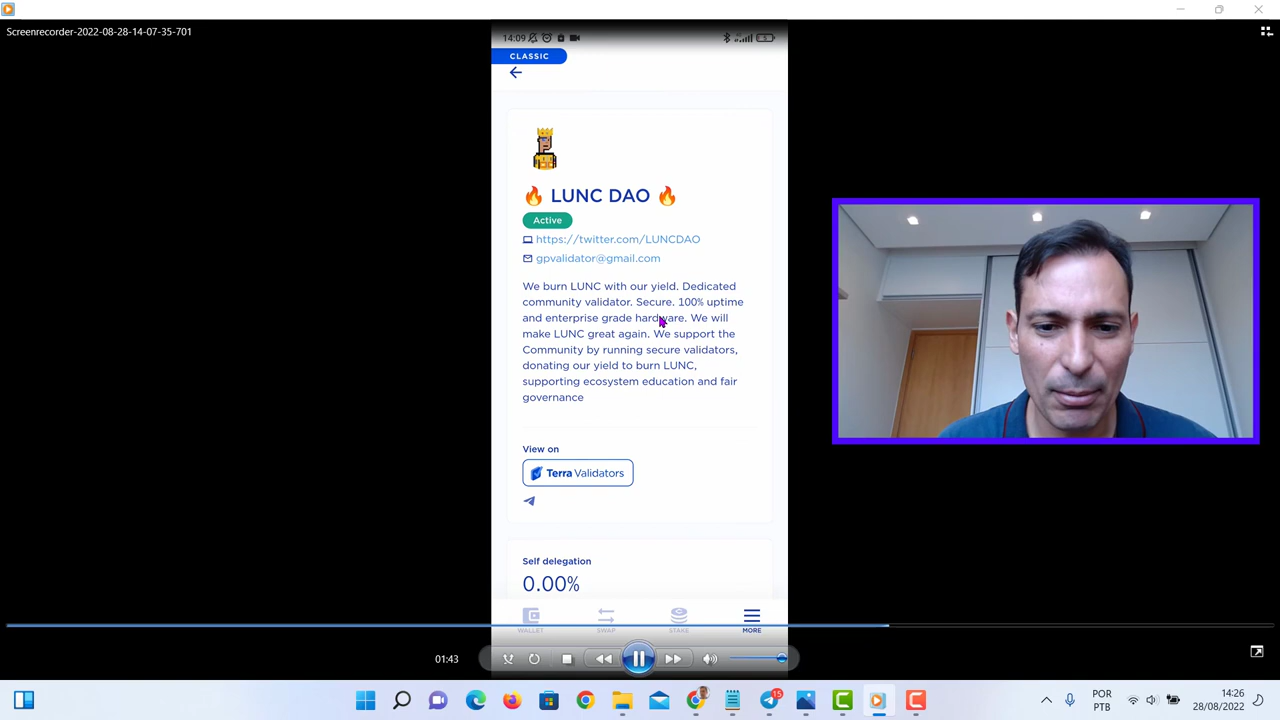 Screenrecorder-2022-08-28-14-07-35-701
14:09
CLASSIC
🔥 LUNC DAO 🔥
Active
https://twitter.com/LUNCDAO
gpvalidator@gmail.com
We burn LUNC with our yield. Dedicated
community validator. Secure. 100% uptime
and enterprise grade hardware. We will
make LUNC great again. We support the
Community by running secure validators,
donating our yield to burn LUNC,
supporting ecosystem education and fair
governance
View on
Terra Validators
Self delegation
0.00%
WALLET SWAP STAKE MORE
01:43
15
POR
PTB
14:26
28/08/2022